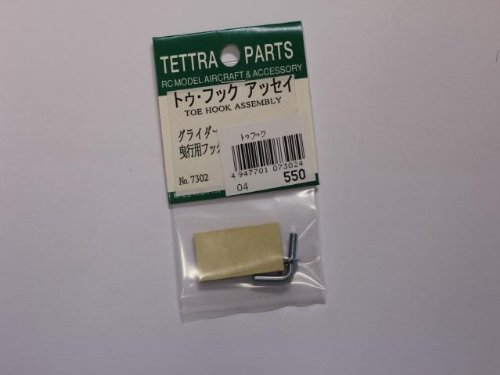 TETTRA PARTS
RC MODEL AIRCRAFT & ACCESSORY
トゥ・フック アッセイ
TOE HOOK ASSEMBLY
グライダー
曳行用フック
トゥフック
4 947701 073024
04 550
No. 7302